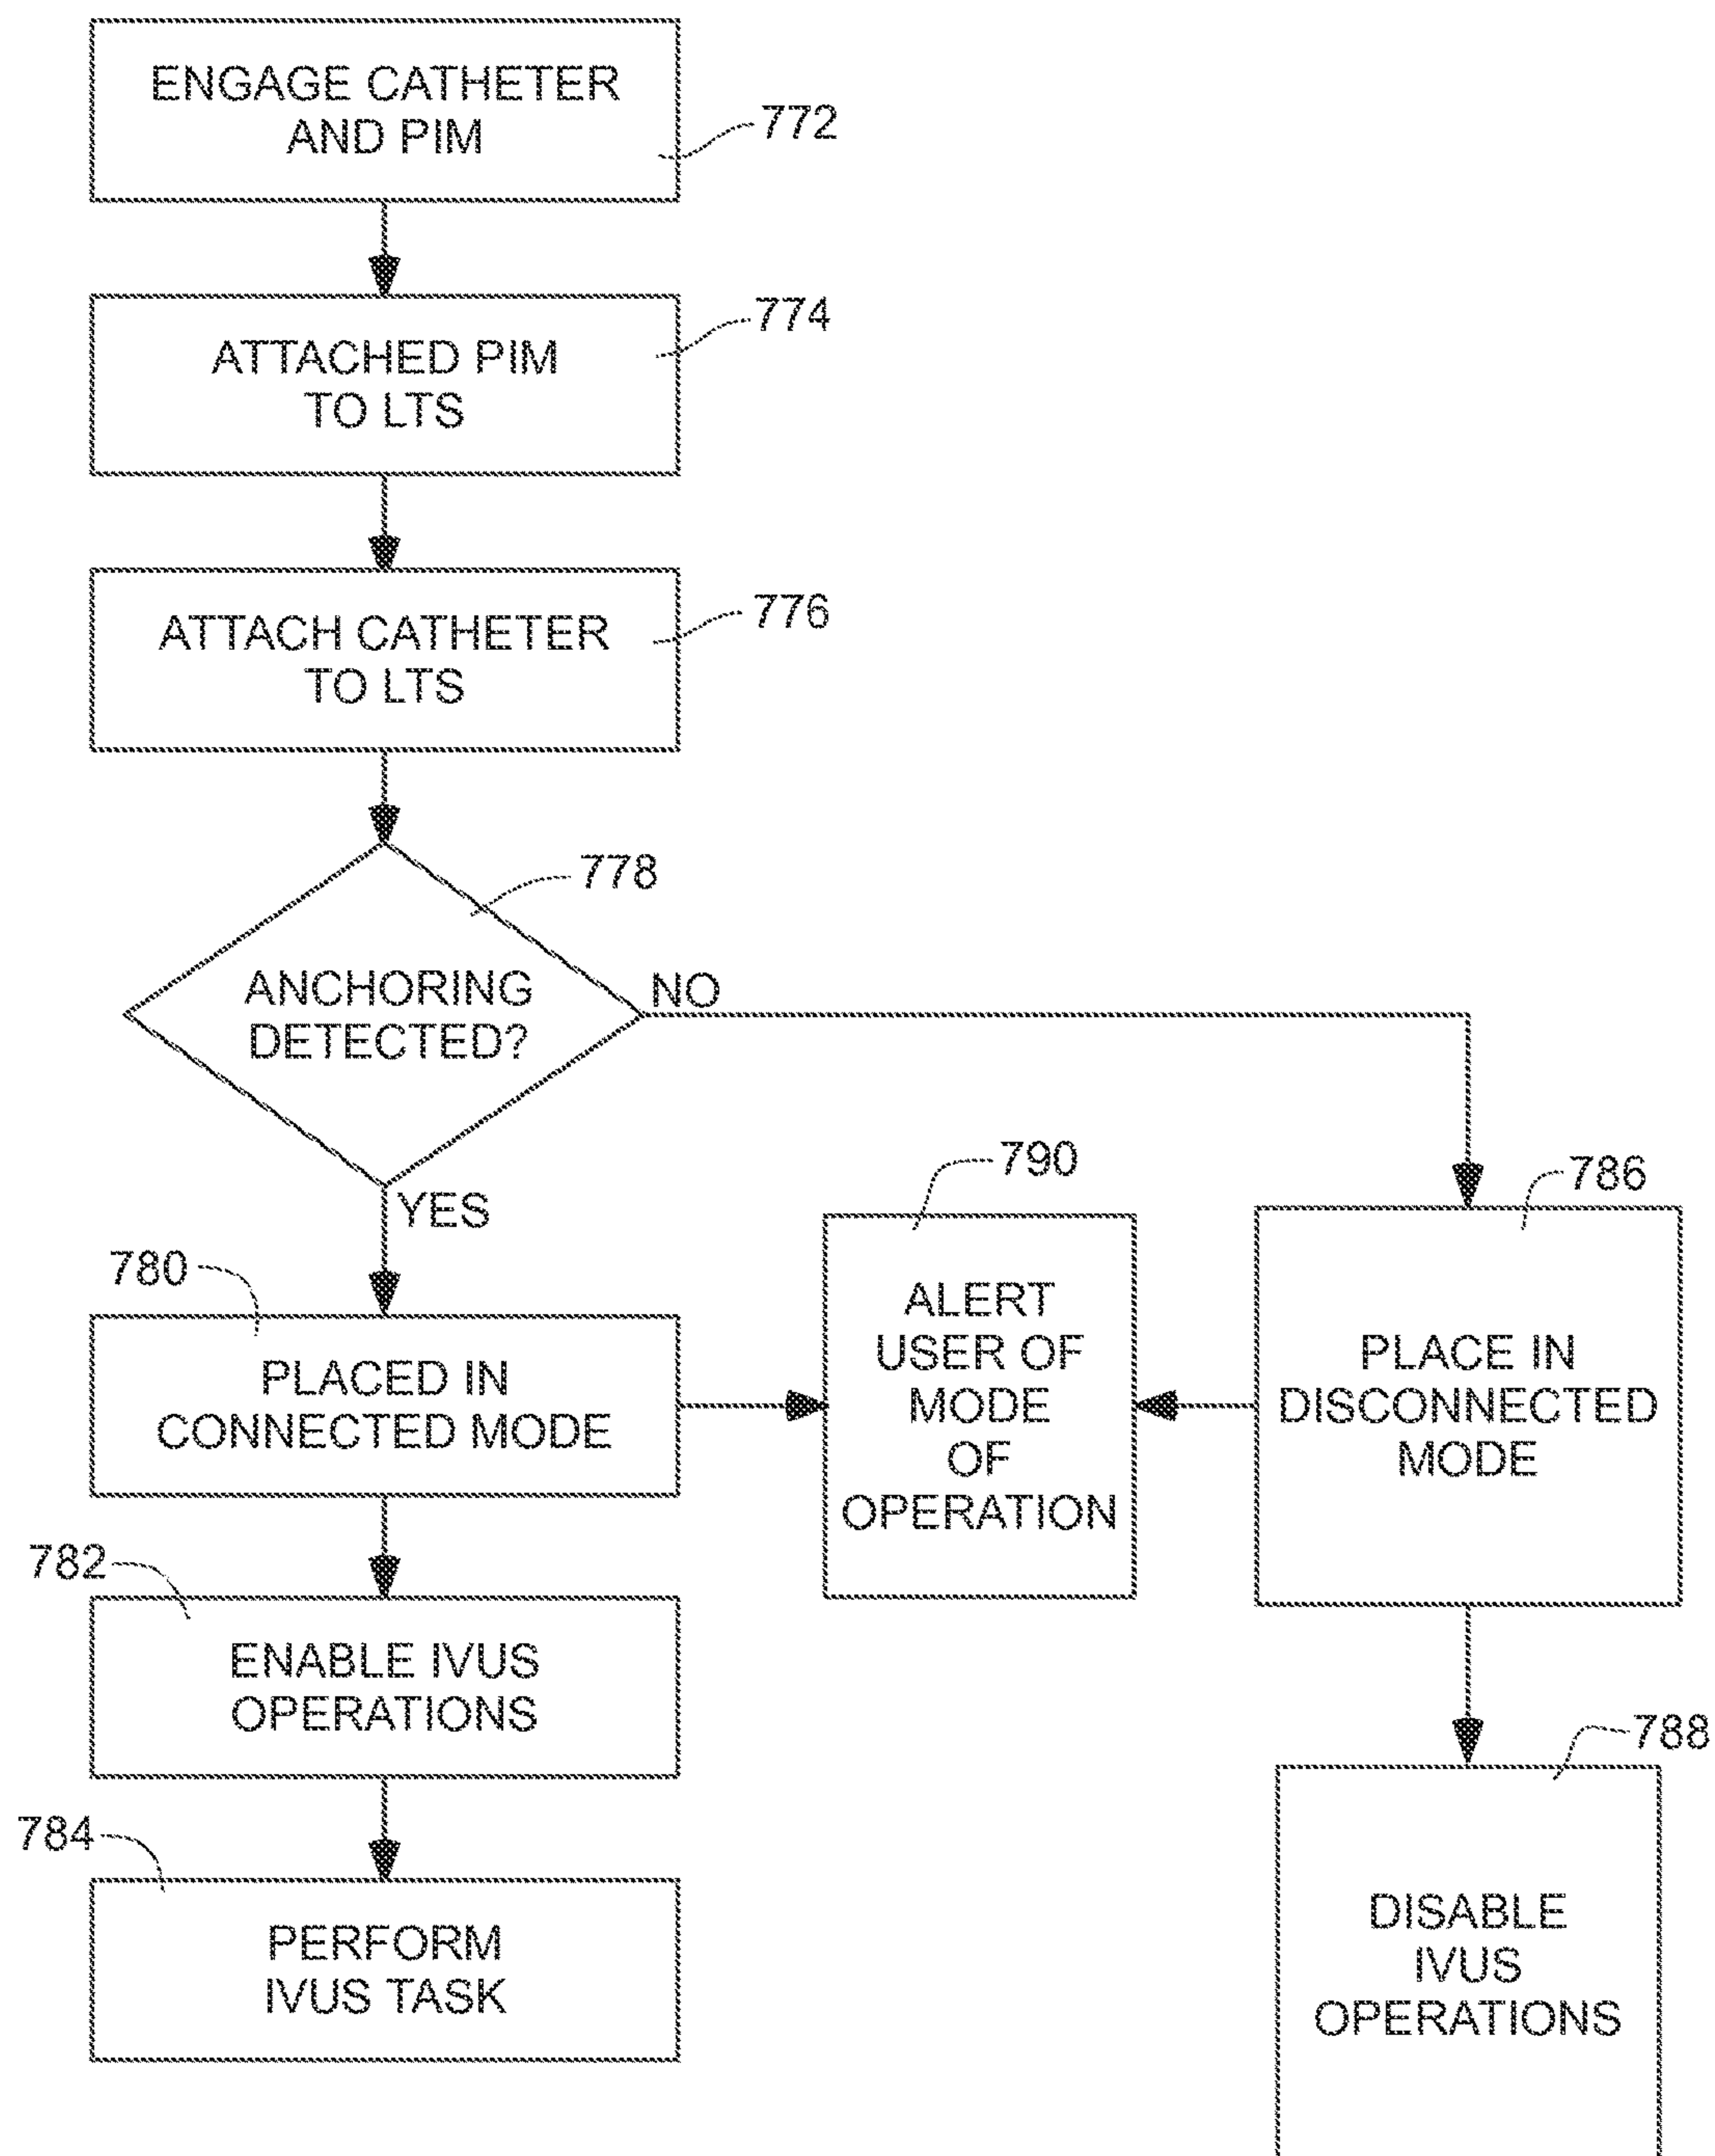 ENGAGE CATHETER
AND PIM
772
ATTACHED PIM
TO LTS
774
ATTACH CATHETER
TO LTS
776
778
ANCHORING
DETECTED?
NO
YES
780
PLACED IN
CONNECTED MODE
790
ALERT
USER OF
MODE
OF
OPERATION
786
PLACE IN
DISCONNECTED
MODE
782
ENABLE IVUS
OPERATIONS
784
PERFORM
IVUS TASK
788
DISABLE
IVUS
OPERATIONS